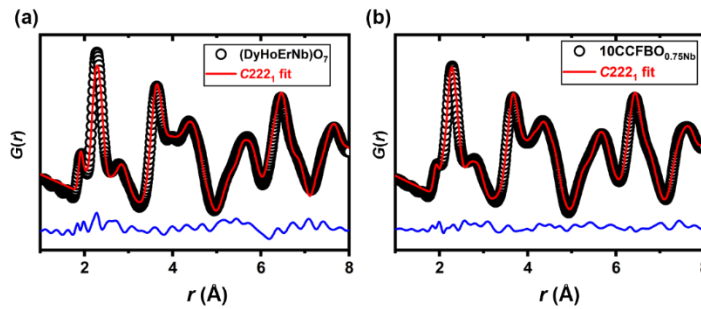 (a)
(DyHoErNb)O₇
C222₁ fit
G(r)
2 4 6 8
r (Å)
(b)
10CCFBO₀.₇₅Nb
C222₁ fit
G(r)
2 4 6 8
r (Å)